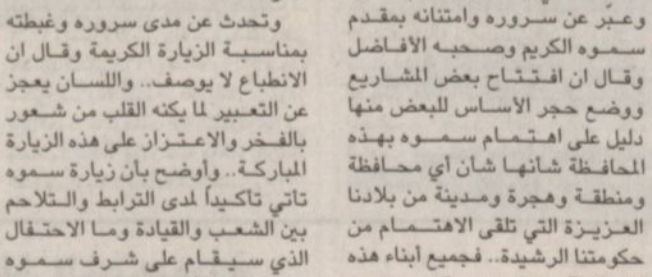 وعبّر عن سروره وامتنانه بمقدم
سموه الكريم وصحبه الأفاضل
وقال ان افتتاح بعض المشاريع
ووضع حجر الاساس للبعض منها
دليل على اهتمام سموه بهذه
المحافظة شأنها شأن أي محافظة
ومنطقة وهجرة ومدينة من بلادنا
العزيزة التي تلقى الاهتمام من
حكومتنا الرشيدة.. فجميع أبناء هذه
وتحدث عن مدى سروره وغبطته
بمناسبة الزيارة الكريمة وقال ان
الانطباع لا يوصف.. واللسان يعجز
عن التعبير لما يكنه القلب من شعور
بالفخر والاعتزاز على هذه الزيارة
المباركة.. وأوضح بأن زيارة سموه
تأتي تأكيداً لمدى الترابط والتلاحم
بين الشعب والقيادة وما الاحتفال
الذي سيقام على شرف سموه